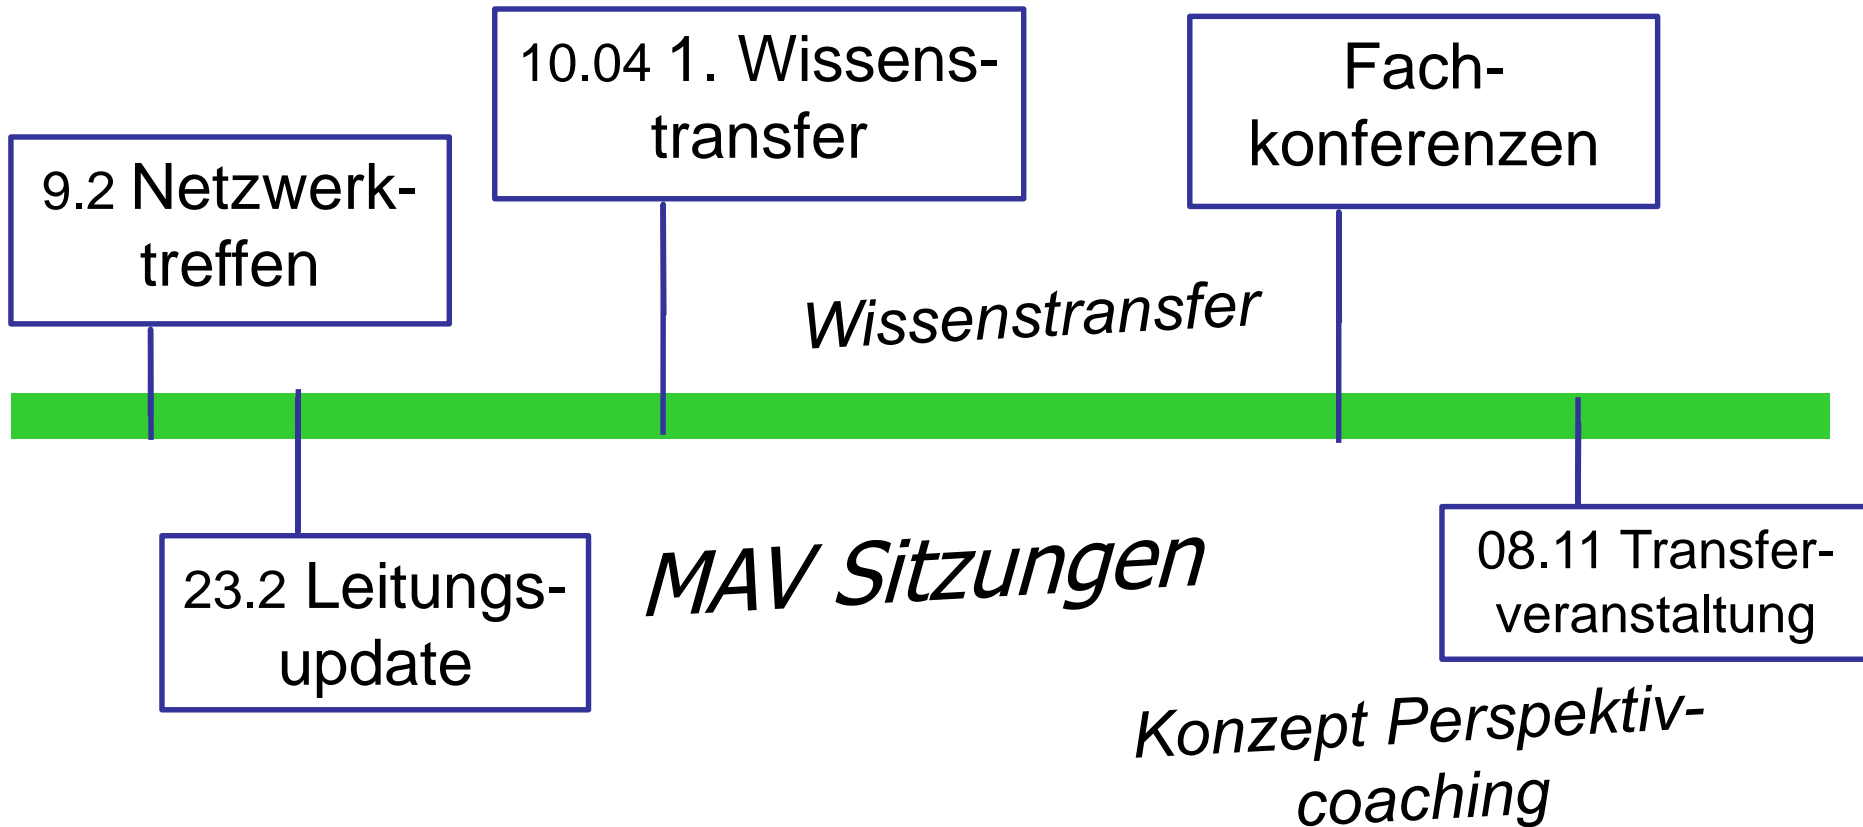 9.2 Netzwerk-
treffen
10.04 1. Wissens-
transfer
Fach-
konferenzen
Wissenstransfer
23.2 Leitungs-
update
MAV Sitzungen
08.11 Transfer-
veranstaltung
Konzept Perspektiv-
coaching